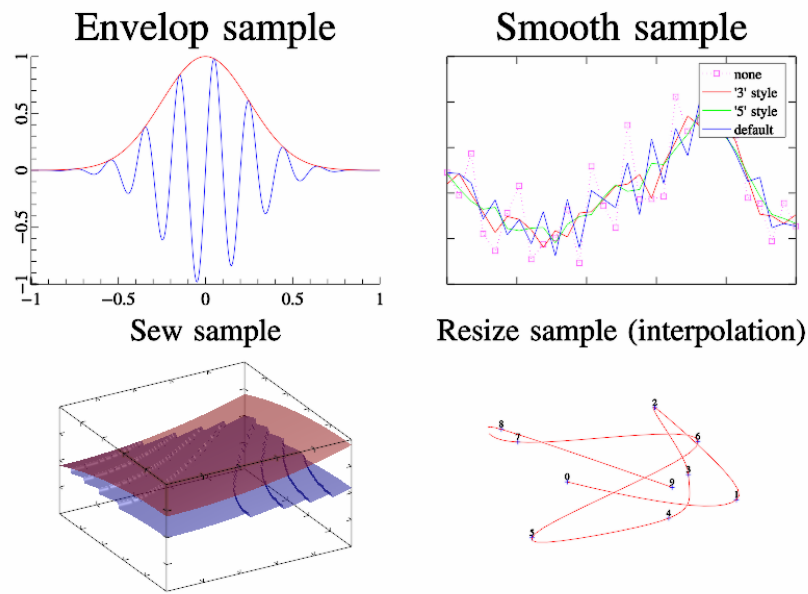 Envelop sample
Smooth sample
1
0.5
0
−0.5
−1
−1
−0.5
0
0.5
1
none
'3' style
'5' style
default
Sew sample
Resize sample (interpolation)
2
8
7
6
0
3
9
1
4
5